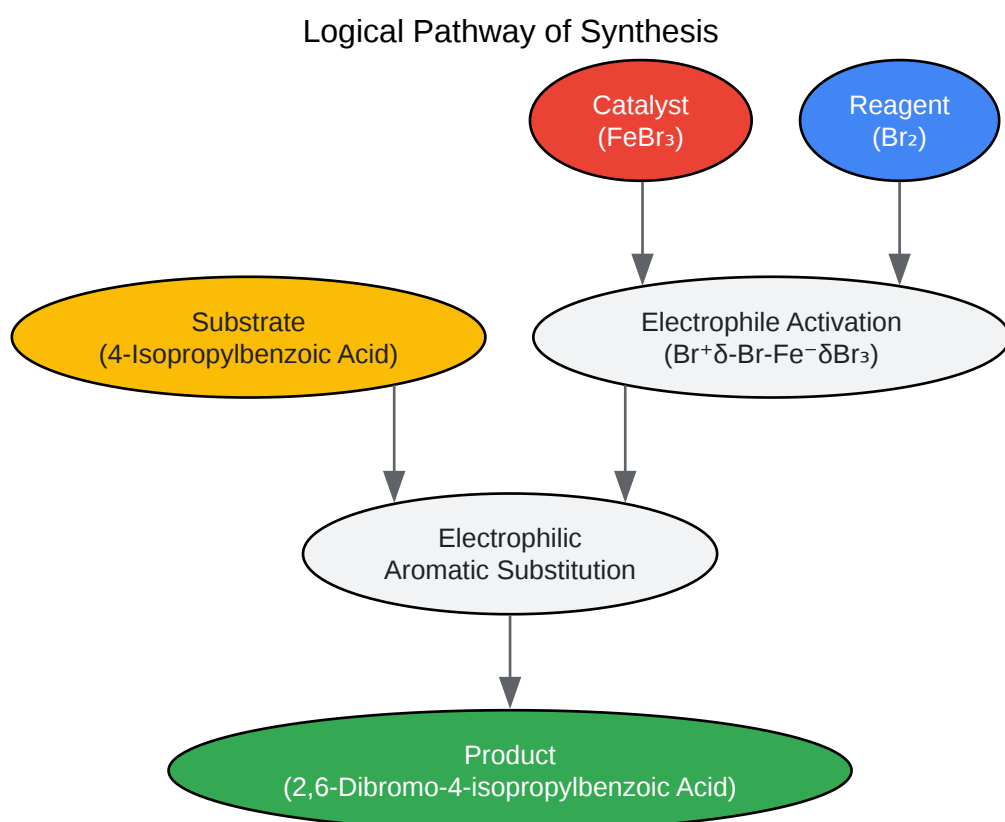 Logical Pathway of Synthesis
Catalyst
(FeBr₃)
Reagent
(Br₂)
Substrate
(4-Isopropylbenzoic Acid)
Electrophile Activation
(Br⁺δ-Br-Fe⁻δBr₃)
Electrophilic
Aromatic Substitution
Product
(2,6-Dibromo-4-isopropylbenzoic Acid)